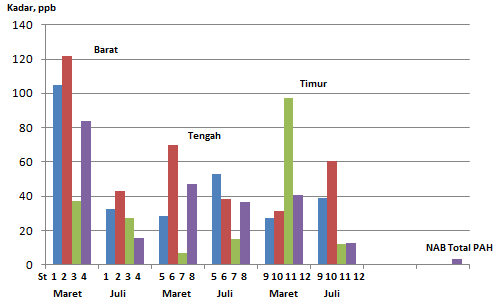 Kadar, ppb
140
120
100
80
60
40
20
0
Barat
Tengah
Timur
NAB Total PAH
St 1 2 3 4 1 2 3 4 5 6 7 8 5 6 7 8 9 10 11 12 9 10 11 12
Maret Juli Maret Juli Maret Juli